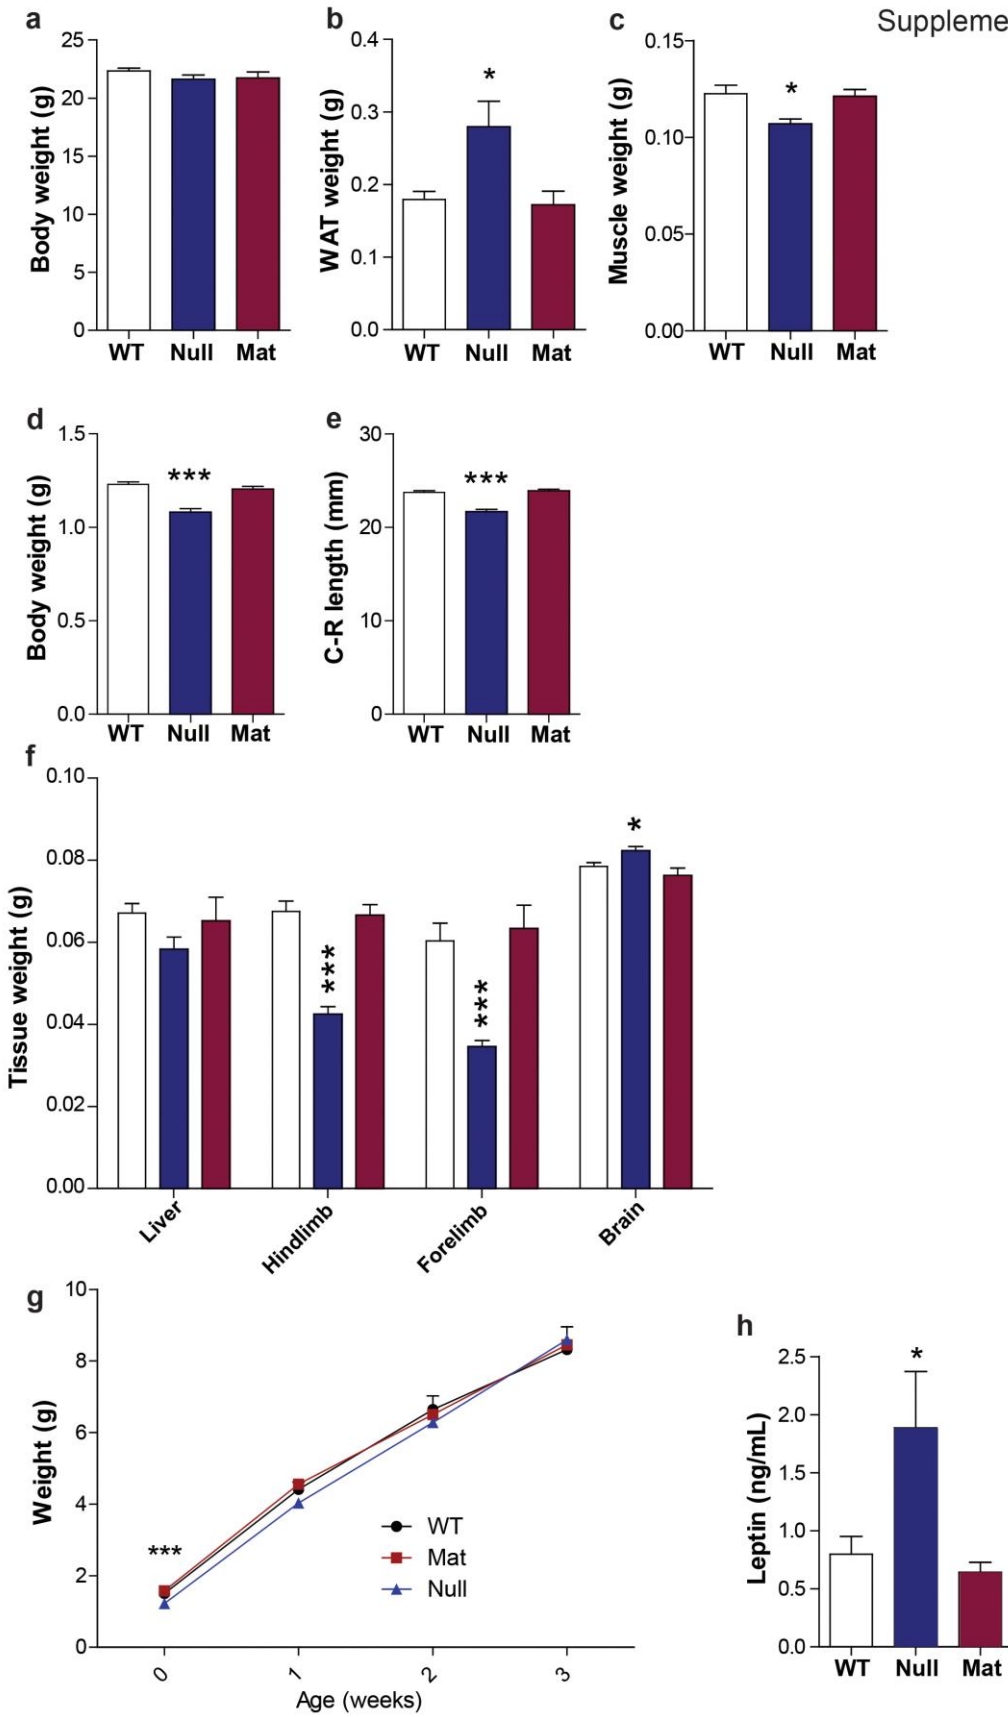 a
b
c
Suppleme
Body weight (g)
25
20
15
10
5
0
WT Null Mat
WAT weight (g)
0.4
0.3
0.2
0.1
0.0
*
WT Null Mat
Muscle weight (g)
0.15
0.10
0.05
0.00
*
WT Null Mat
d
e
Body weight (g)
1.5
1.0
0.5
0.0
***
WT Null Mat
C-R length (mm)
30
20
10
0
***
WT Null Mat
f
Tissue weight (g)
0.10
0.08
0.06
0.04
0.02
0.00
***
***
*
Liver
Hindlimb
Forelimb
Brain
g
Weight (g)
10
8
6
4
2
0
***
WT
Mat
Null
0 1 2 3
Age (weeks)
h
Leptin (ng/mL)
2.5
2.0
1.5
1.0
0.5
0.0
*
WT Null Mat